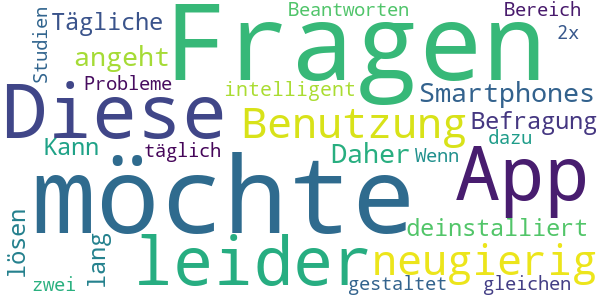 Studien
Tägliche
Fragen
Beantworten
Bereich
2x
angeht
Probleme
intelligent
Smartphones
Diese
Benutzung
Befragung
Kann
täglich
Daher
Wenn
dazu
möchte
App
lösen
lang
leider
deinstalliert
neugierig
zwei
gestaltet
gleichen